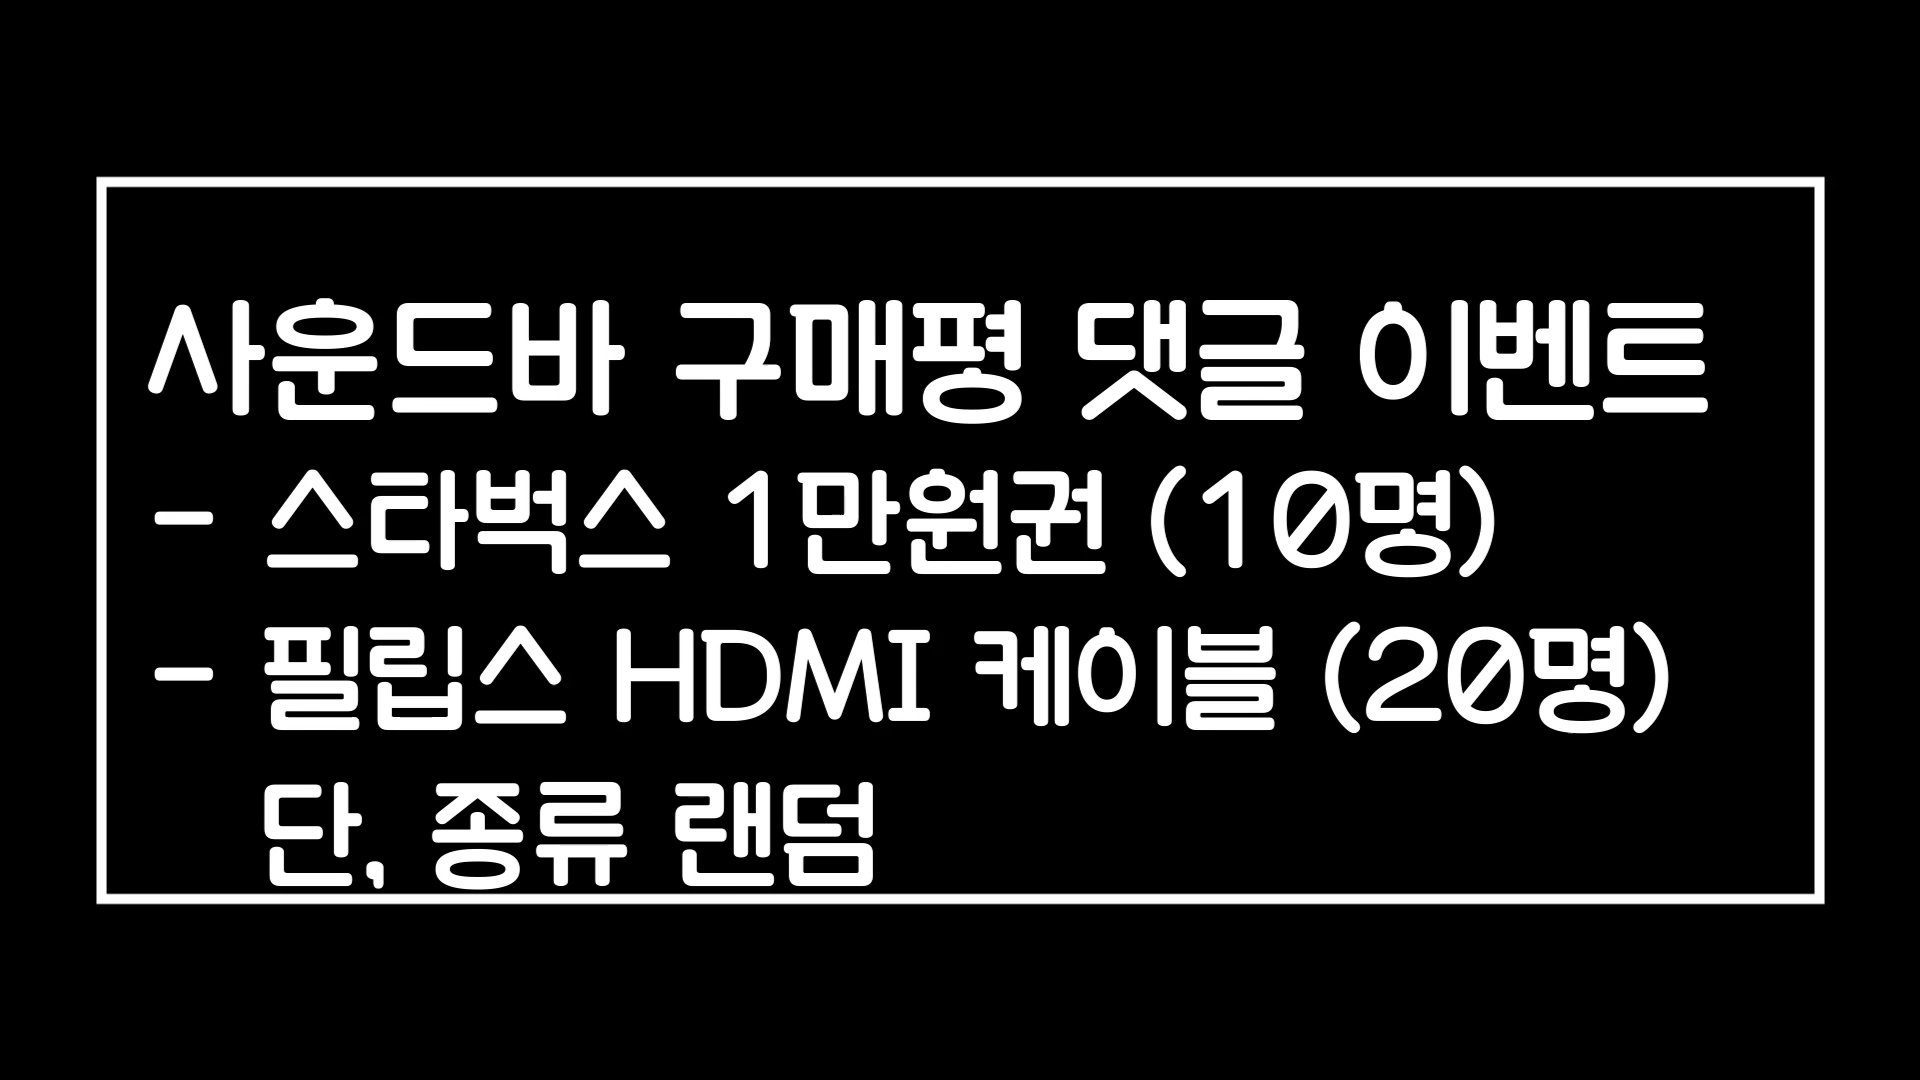 사운드바 구매평 댓글 이벤트
- 스타벅스 1만원권 (10명)
- 필립스 HDMI 케이블 (20명)
단, 종류 랜덤